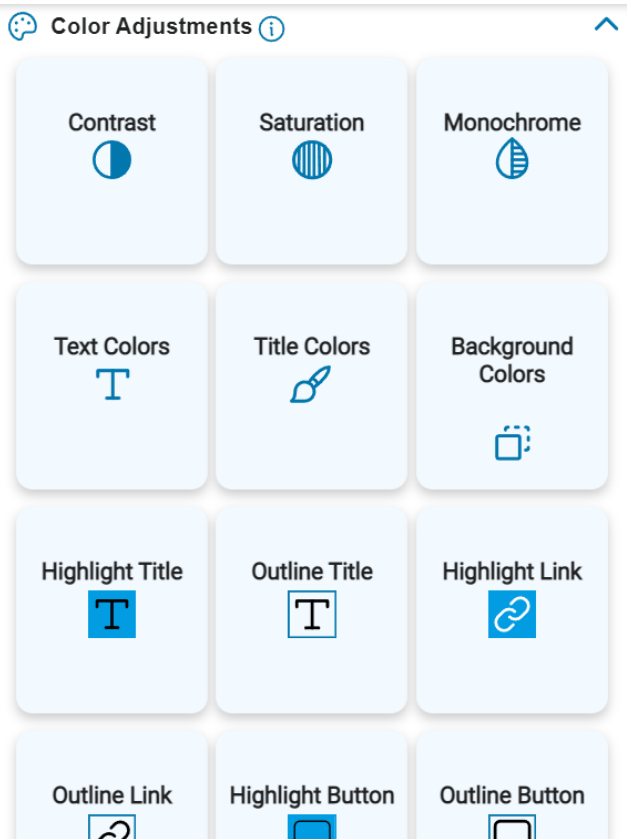 Color Adjustments
Contrast
Saturation
Monochrome
Text Colors
Title Colors
Background
Colors
Highlight Title
Outline Title
Highlight Link
Outline Link
Highlight Button
Outline Button